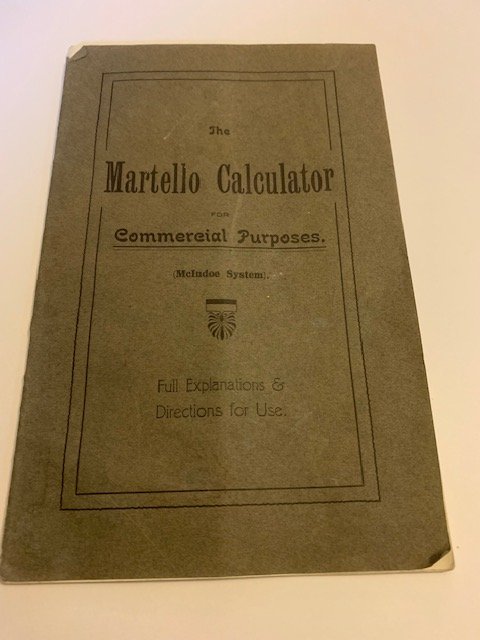 The
Martello Calculator
FOR
Commercial Purposes.
(McIndoe System).
Full Explanations &
Directions for Use.